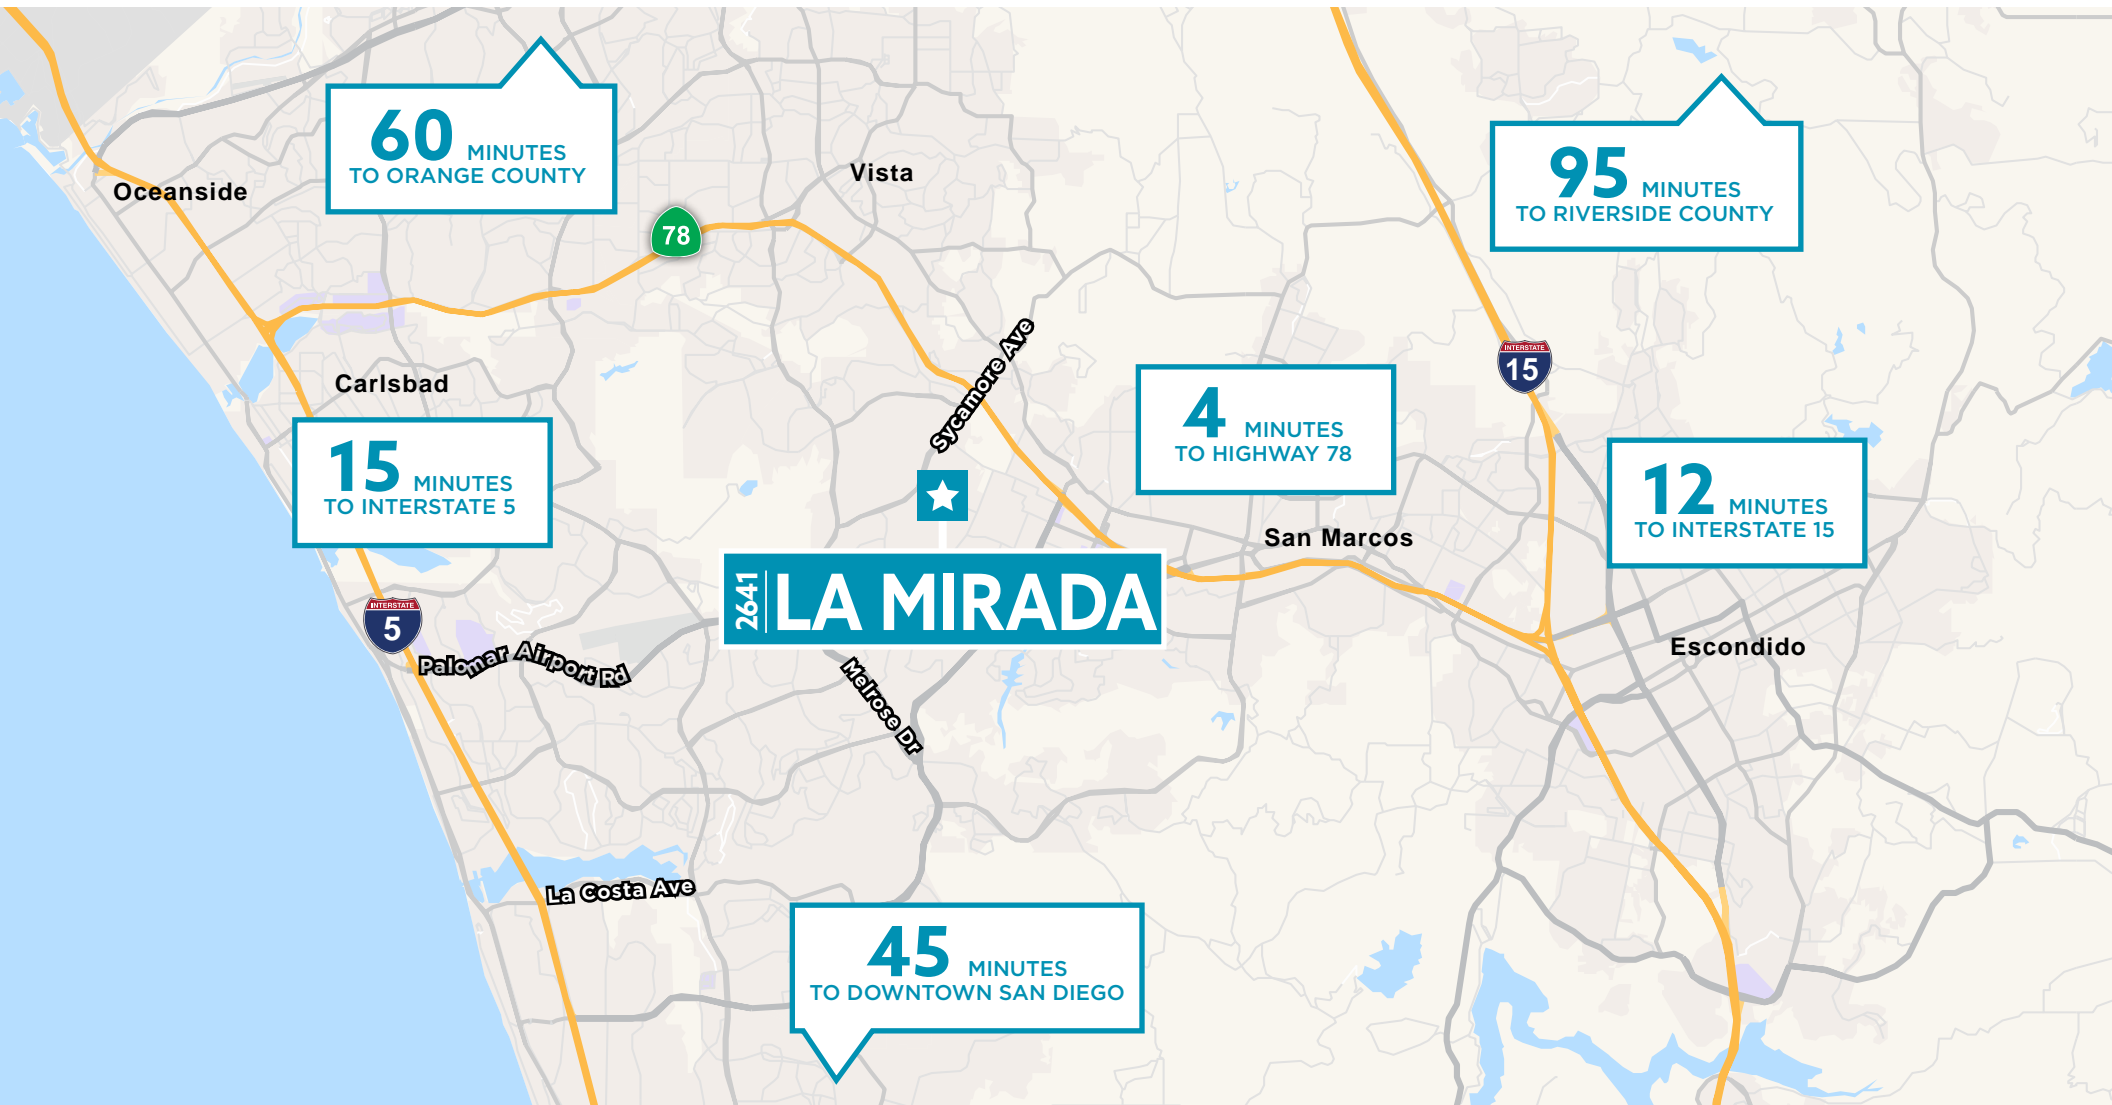 60 MINUTES
TO ORANGE COUNTY
95 MINUTES
TO RIVERSIDE COUNTY
Vista
Oceanside
78
Sycamore Ave
INTERSTATE
15
Carlsbad
4 MINUTES
TO HIGHWAY 78
15 MINUTES
TO INTERSTATE 5
12 MINUTES
TO INTERSTATE 15
San Marcos
2641 LA MIRADA
INTERSTATE
5
Palomar Airport Rd
Escondido
Melrose Dr
La Costa Ave
45 MINUTES
TO DOWNTOWN SAN DIEGO